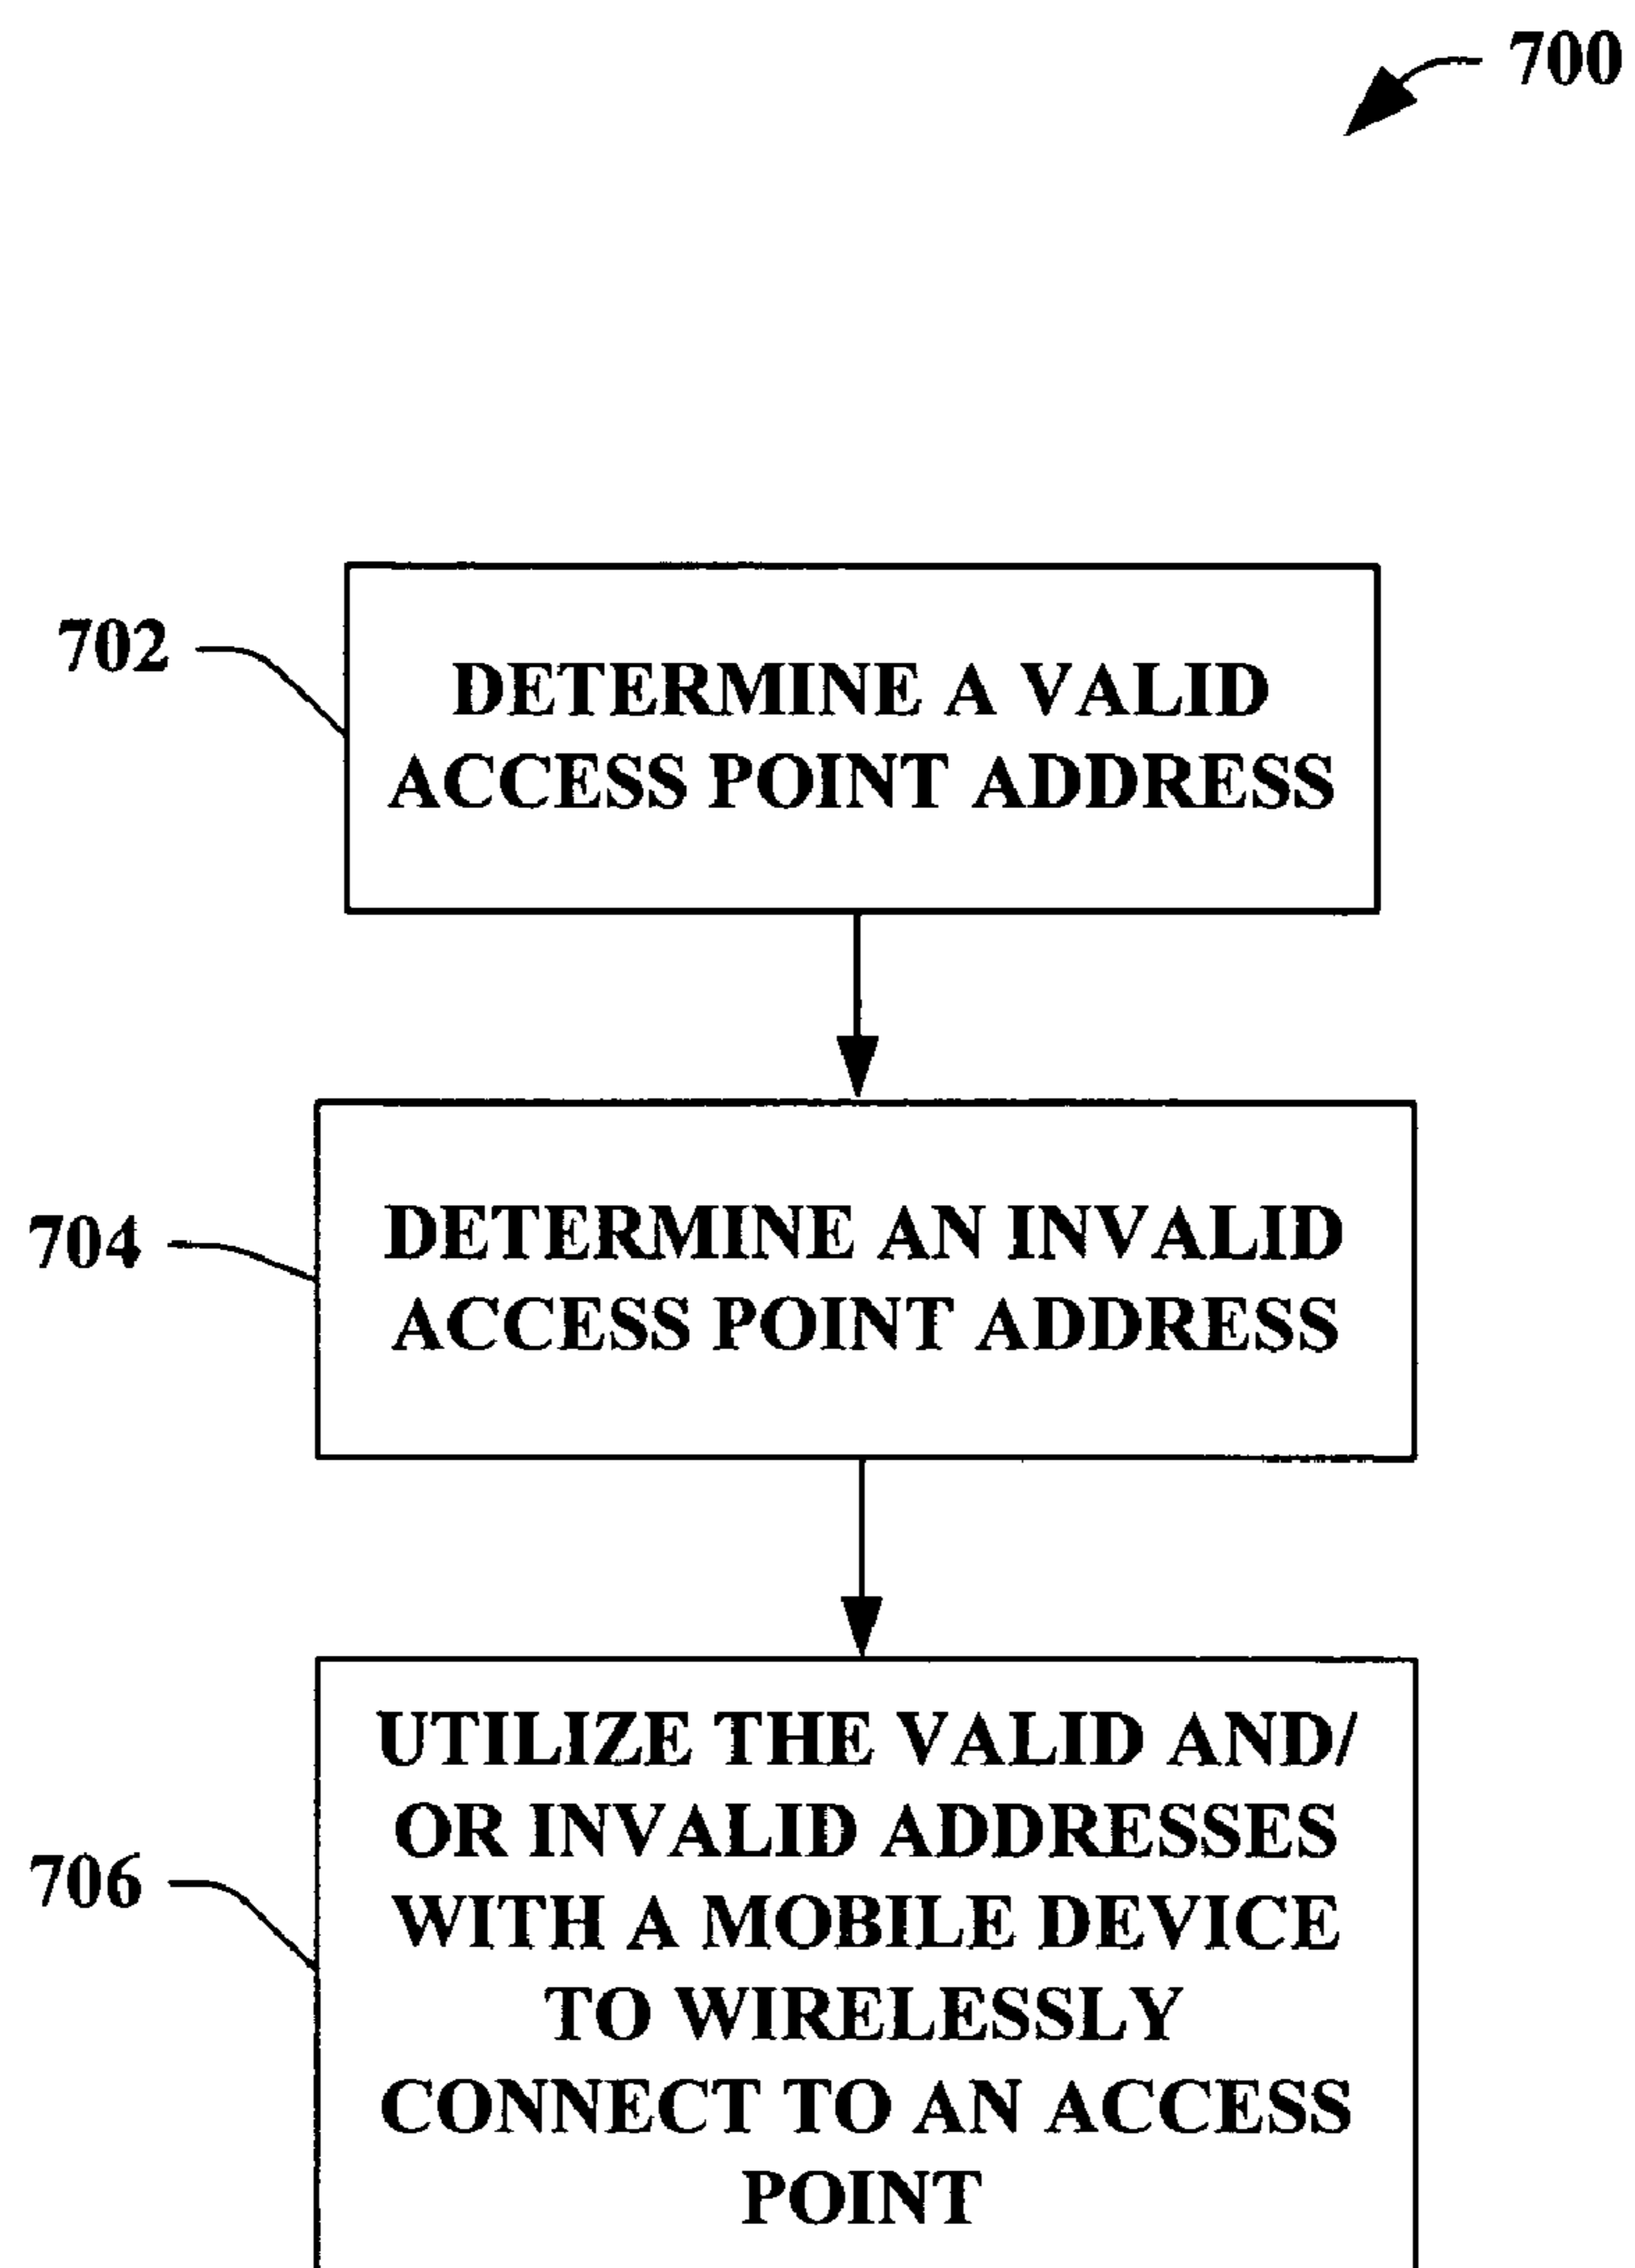 700
702
DETERMINE A VALID
ACCESS POINT ADDRESS
704
DETERMINE AN INVALID
ACCESS POINT ADDRESS
706
UTILIZE THE VALID AND/
OR INVALID ADDRESSES
WITH A MOBILE DEVICE
TO WIRELESSLY
CONNECT TO AN ACCESS
POINT